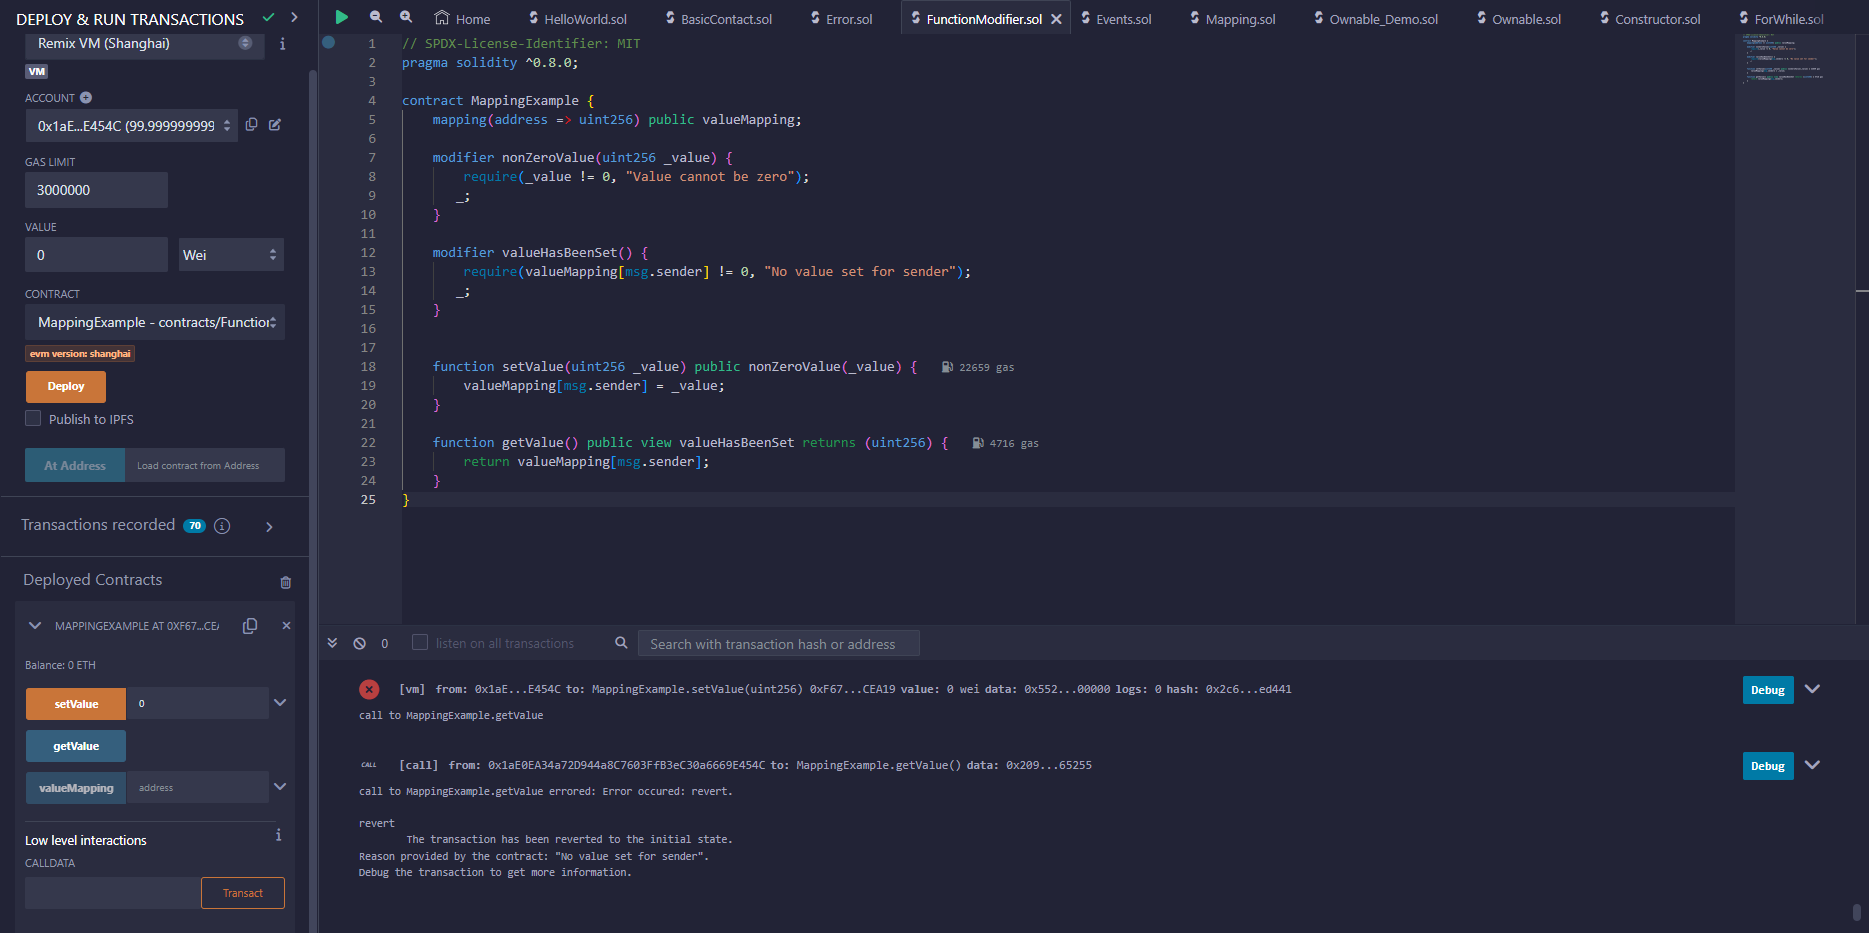 DEPLOY & RUN TRANSACTIONS
Remix VM (Shanghai)
VM
ACCOUNT
0x1aE...E454C (99.999999999
GAS LIMIT
3000000
VALUE
0
Wei
CONTRACT
MappingExample - contracts/Function
evm version: shanghai
Deploy
Publish to IPFS
At Address
Load contract from Address
Transactions recorded 70
Deployed Contracts
MAPPINGEXAMPLE AT 0XF67...CEA
Balance: 0 ETH
setValue 0
getValue
valueMapping address
Low level interactions
CALLDATA
Transact
Home HelloWorld.sol BasicContact.sol Error.sol FunctionModifier.sol Events.sol Mapping.sol Ownable_Demo.sol Ownable.sol Constructor.sol ForWhile.sol
1 // SPDX-License-Identifier: MIT
2 pragma solidity ^0.8.0;
3
4 contract MappingExample {
5 mapping(address => uint256) public valueMapping;
6
7 modifier nonZeroValue(uint256 _value) {
8 require(_value != 0, "Value cannot be zero");
9 _;
10 }
11
12 modifier valueHasBeenSet() {
13 require(valueMapping[msg.sender] != 0, "No value set for sender");
14 _;
15 }
16
17
18 function setValue(uint256 _value) public nonZeroValue(_value) { 22659 gas
19 valueMapping[msg.sender] = _value;
20 }
21
22 function getValue() public view valueHasBeenSet returns (uint256) { 4716 gas
23 return valueMapping[msg.sender];
24 }
25 }
0 listen on all transactions Search with transaction hash or address
[vm] from: 0x1aE...E454C to: MappingExample.setValue(uint256) 0xF67...CEA19 value: 0 wei data: 0x552...00000 logs: 0 hash: 0x2c6...ed441 Debug
call to MappingExample.getValue
CALL [call] from: 0x1aE0EA34a72D944a8C7603FfB3eC30a6669E454C to: MappingExample.getValue() data: 0x209...65255 Debug
call to MappingExample.getValue errored: Error occured: revert.
revert
The transaction has been reverted to the initial state.
Reason provided by the contract: "No value set for sender".
Debug the transaction to get more information.